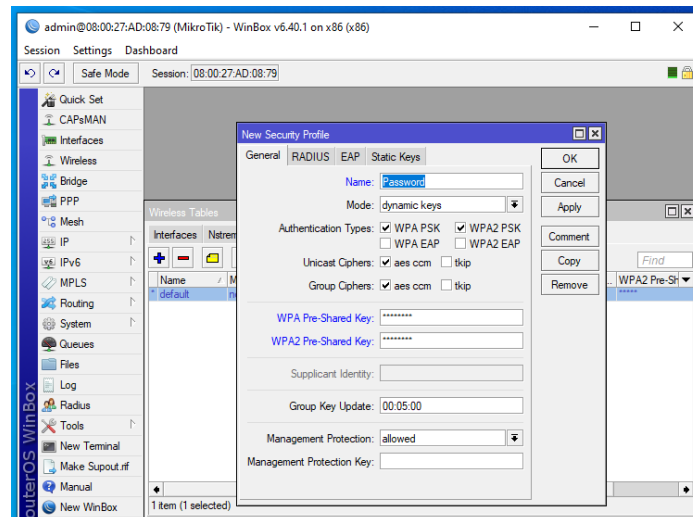 admin@08:00:27:AD:08:79 (MikroTik) - WinBox v6.40.1 on x86 (x86)
Session Settings Dashboard
Safe Mode Session: 08:00:27:AD:08:79
Quick Set
CAPsMAN
Interfaces
Wireless
Bridge
PPP
Mesh
IP
IPv6
MPLS
Routing
System
Queues
Files
Log
Radius
Tools
New Terminal
Make Supout.rif
Manual
New WinBox
RouterOS WinBox
Wireless Tables
Interfaces Nstrem
Find
Name WPA2 Pre-Sh
* default *****
1 item (1 selected)
New Security Profile
General RADIUS EAP Static Keys
Name: Password
Mode: dynamic keys
Authentication Types: WPA PSK WPA2 PSK
WPA EAP WPA2 EAP
Unicast Ciphers: aes ccm tkip
Group Ciphers: aes ccm tkip
WPA Pre-Shared Key: ********
WPA2 Pre-Shared Key: ********
Supplicant Identity:
Group Key Update: 00:05:00
Management Protection: allowed
Management Protection Key:
OK
Cancel
Apply
Comment
Copy
Remove